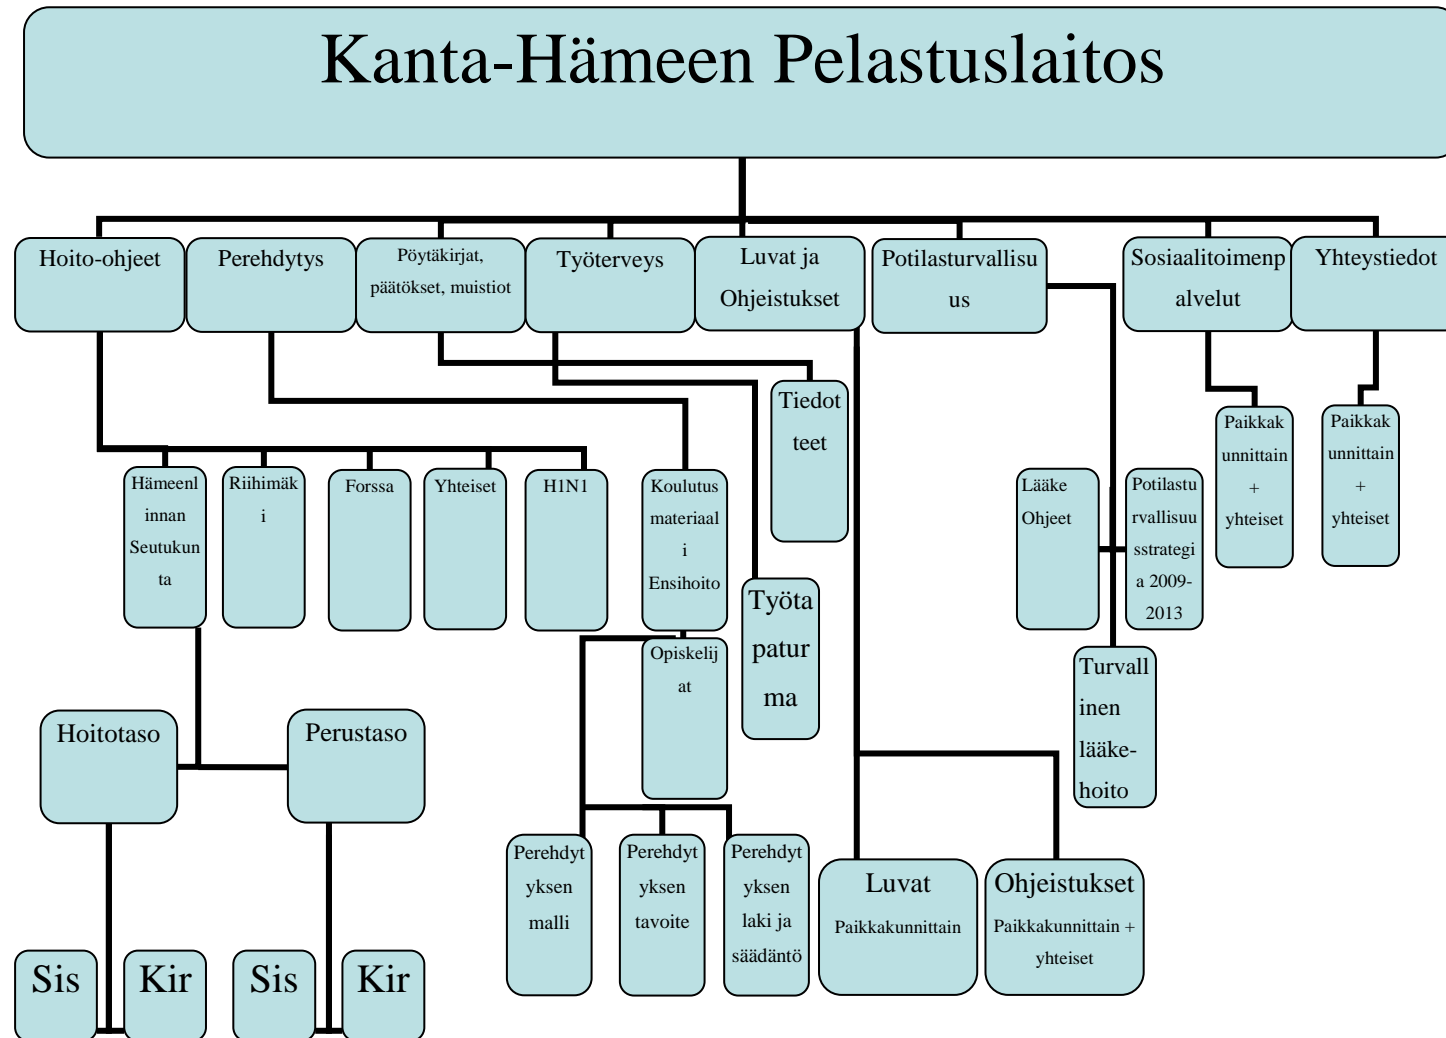 Kanta-Hämeen Pelastuslaitos
Hoito-ohjeet
Perehdytys
Pöytäkirjat,
päätökset, muistiot
Työterveys
Luvat ja
Ohjeistukset
Potilasturvallisu
us
Sosiaalitoimenp
alvelut
Yhteystiedot
Tiedot
teet
Paikkak
unnittain
+
yhteiset
Paikkak
unnittain
+
yhteiset
Hämeenl
innan
Seutukun
ta
Riihimäk
i
Forssa
Yhteiset
H1N1
Koulutus
materiaal
i
Ensihoito
Lääke
Ohjeet
Potilastu
rvallisuu
sstrategi
a 2009-
2013
Työta
patur
ma
Opiskelij
at
Turvall
inen
lääke-
hoito
Hoitotaso
Perustaso
Perehdyt
yksen
malli
Perehdyt
yksen
tavoite
Perehdyt
yksen
laki ja
säädäntö
Luvat
Paikkakunnittain
Ohjeistukset
Paikkakunnittain +
yhteiset
Sis
Kir
Sis
Kir